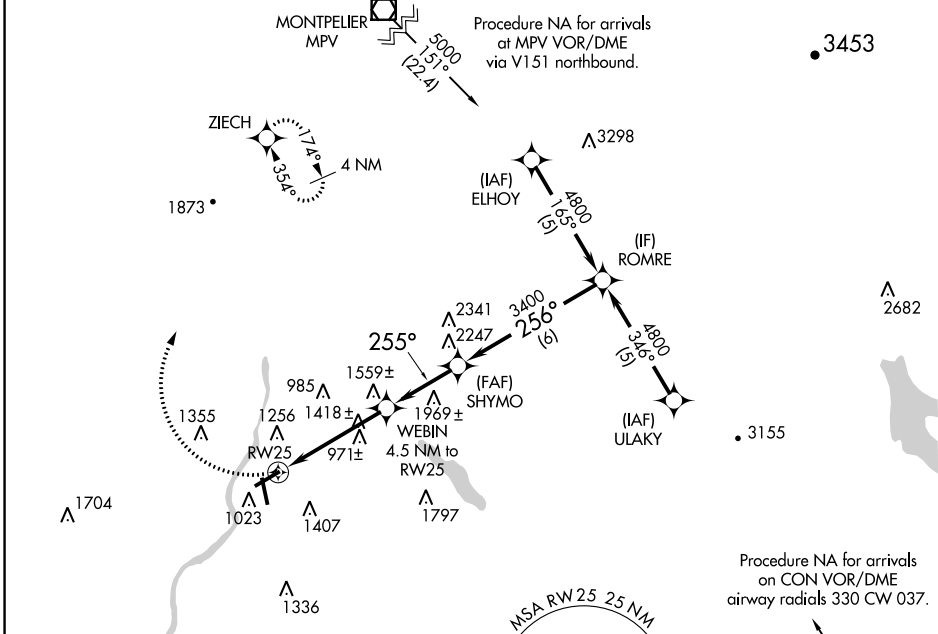 MONTPELIER
MPV
5000
151°
(22.4)
Procedure NA for arrivals
at MPV VOR/DME
via V151 northbound.
3453
ZIECH
174°
354°
4 NM
3298
(IAF)
ELHOY
4800
165°
(5)
1873
(IF)
ROMRE
2682
3400
256°
(6)
2341
2247
255°
4800
346°
(5)
(FAF)
SHYMO
1559±
985
1418±
1969±
(IAF)
ULAKY
1355
1256
971±
WEBIN
4.5 NM to
RW25
3155
RW25
1704
1023
1407
1797
1336
Procedure NA for arrivals
on CON VOR/DME
airway radials 330 CW 037.
MSA RW25 25 NM